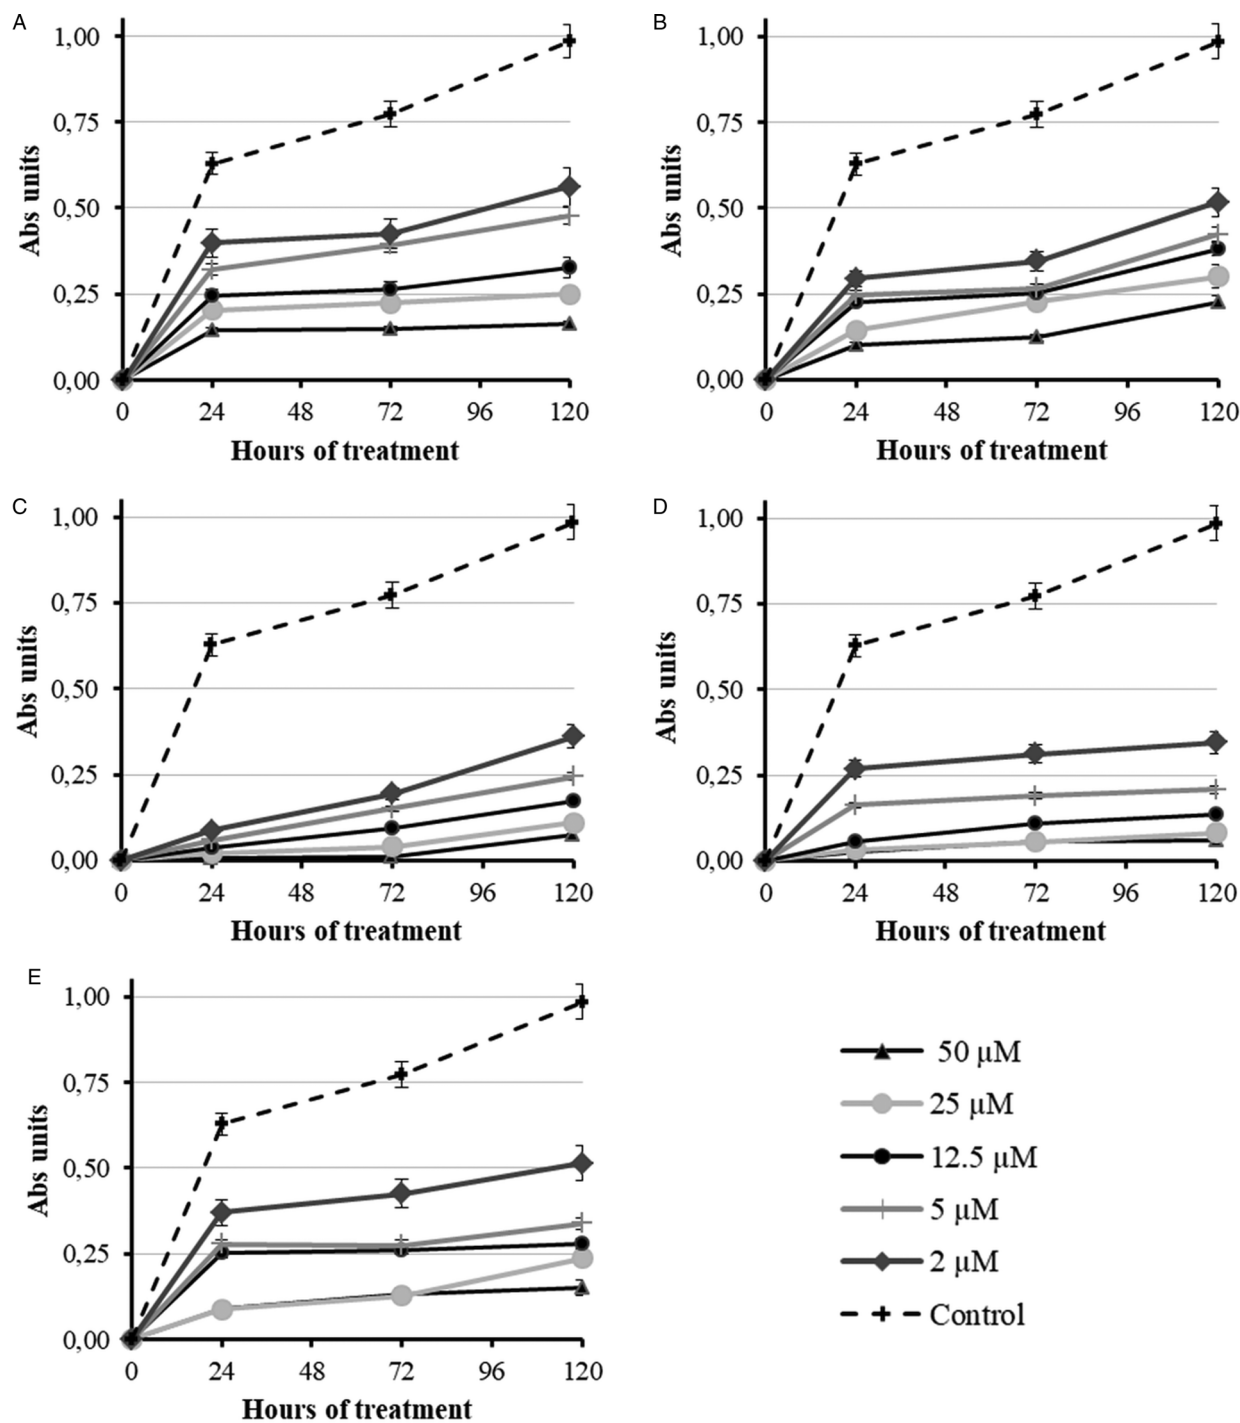 A
1,00
0,75
0,50
0,25
0,00
Abs units
0 24 48 72 96 120
Hours of treatment
B
1,00
0,75
0,50
0,25
0,00
Abs units
0 24 48 72 96 120
Hours of treatment
C
1,00
0,75
0,50
0,25
0,00
Abs units
0 24 48 72 96 120
Hours of treatment
D
1,00
0,75
0,50
0,25
0,00
Abs units
0 24 48 72 96 120
Hours of treatment
E
1,00
0,75
0,50
0,25
0,00
Abs units
0 24 48 72 96 120
Hours of treatment
50 µM
25 µM
12.5 µM
5 µM
2 µM
Control